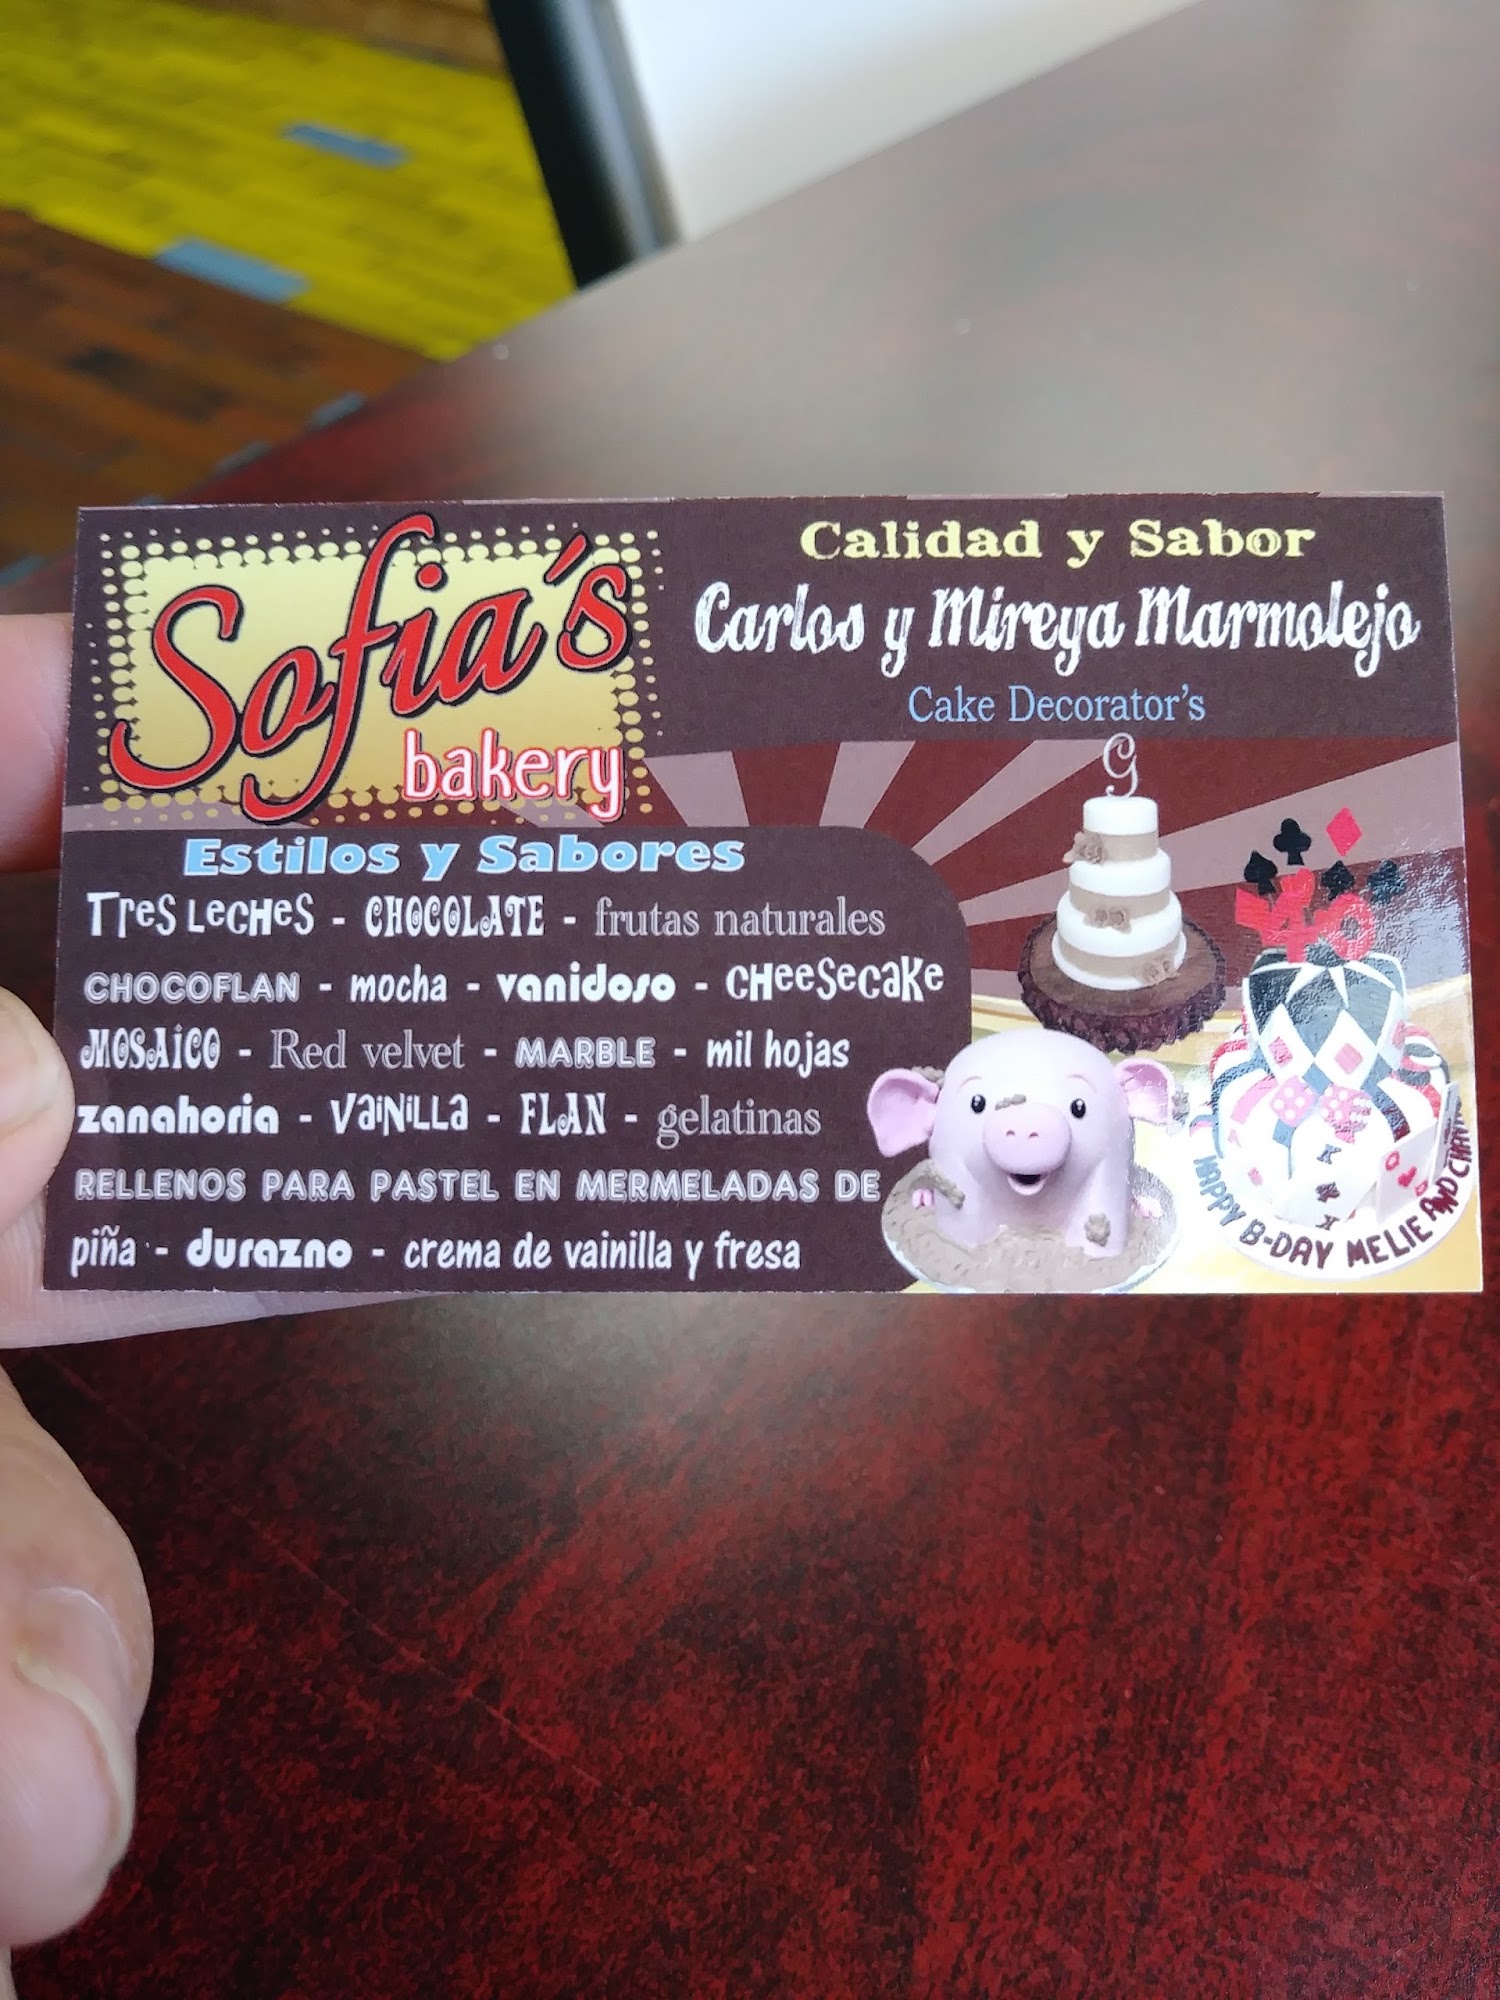 Sofia's
bakery
Calidad y Sabor
Carlos y Mireya Marmolejo
Cake Decorator's
Estilos y Sabores
Tres Leches - CHOCOLATE - frutas naturales
CHOCOFLAN - mocha - vanidoso - CHeeSecaKe
MOSAiCO - Red velvet - MARBLE - mil hojas
zanahoria - VaiNiLLa - FLAN - gelatinas
RELLENOS PARA PASTEL EN MERMELADAS DE
piña - durazno - crema de vainilla y fresa
G
40
K
HAPPY B-DAY MELIE AND